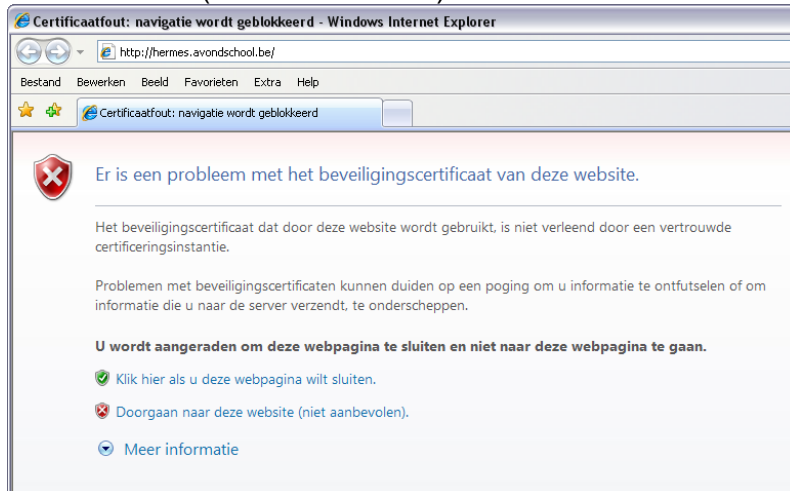 Certificaatfout: navigatie wordt geblokkeerd - Windows Internet Explorer
http://hermes.avondschool.be/
Bestand Bewerken Beeld Favorieten Extra Help
Certificaatfout: navigatie wordt geblokkeerd
Er is een probleem met het beveiligingscertificaat van deze website.
Het beveiligingscertificaat dat door deze website wordt gebruikt, is niet verleend door een vertrouwde
certificeringsinstantie.
Problemen met beveiligingscertificaten kunnen duiden op een poging om u informatie te ontfutselen of om
informatie die u naar de server verzendt, te onderscheppen.
U wordt aangeraden om deze webpagina te sluiten en niet naar deze webpagina te gaan.
Klik hier als u deze webpagina wilt sluiten.
Doorgaan naar deze website (niet aanbevolen).
Meer informatie